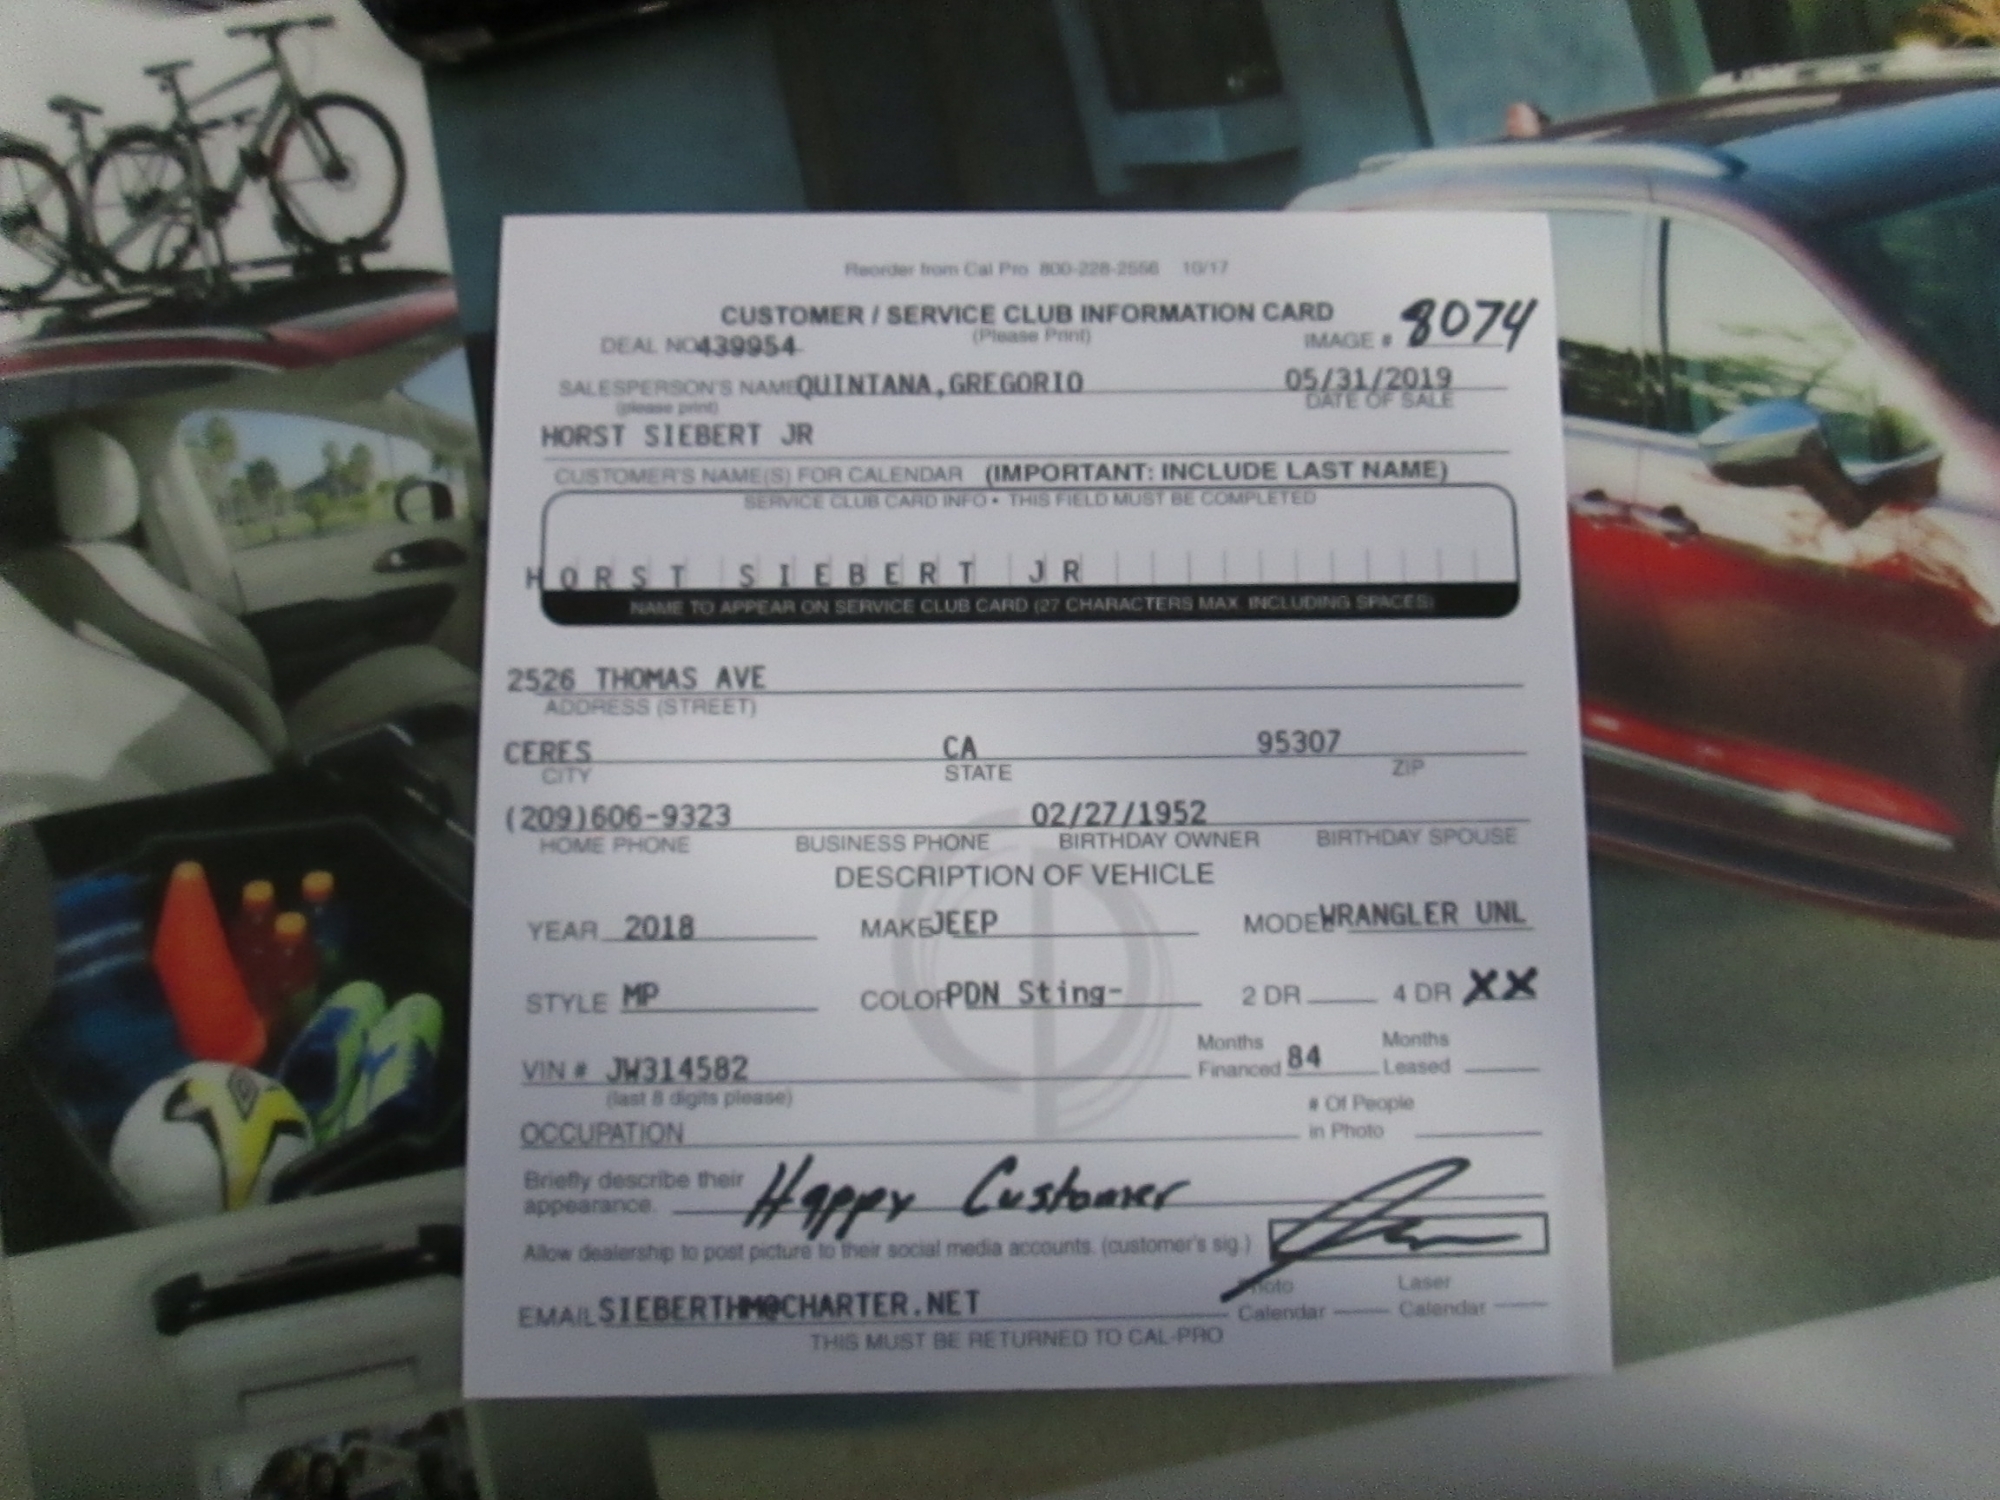 Reorder from Cal Pro 800-228-2556 10/17
CUSTOMER / SERVICE CLUB INFORMATION CARD
(Please Print)
DEAL NO 439954 IMAGE # 8074
SALESPERSON'S NAME QUINTANA,GREGORIO 05/31/2019
(please print) DATE OF SALE
HORST SIEBERT JR
CUSTOMER'S NAME(S) FOR CALENDAR (IMPORTANT: INCLUDE LAST NAME)
SERVICE CLUB CARD INFO • THIS FIELD MUST BE COMPLETED
HORST SIEBERT JR
NAME TO APPEAR ON SERVICE CLUB CARD (27 CHARACTERS MAX. INCLUDING SPACES)
2526 THOMAS AVE
ADDRESS (STREET)
CERES CA 95307
CITY STATE ZIP
(209)606-9323 02/27/1952
HOME PHONE BUSINESS PHONE BIRTHDAY OWNER BIRTHDAY SPOUSE
DESCRIPTION OF VEHICLE
YEAR 2018 MAKE JEEP MODEL WRANGLER UNL
STYLE MP COLOR PDN Sting- 2 DR 4 DR XX
VIN # JW314582 Months Financed 84 Months Leased
(last 8 digits please)
OCCUPATION # Of People in Photo
Briefly describe their appearance. Happy Customer
Allow dealership to post picture to their social media accounts. (customer's sig.)
EMAIL SIEBERTHM@CHARTER.NET Photo Calendar Laser Calendar
THIS MUST BE RETURNED TO CAL-PRO